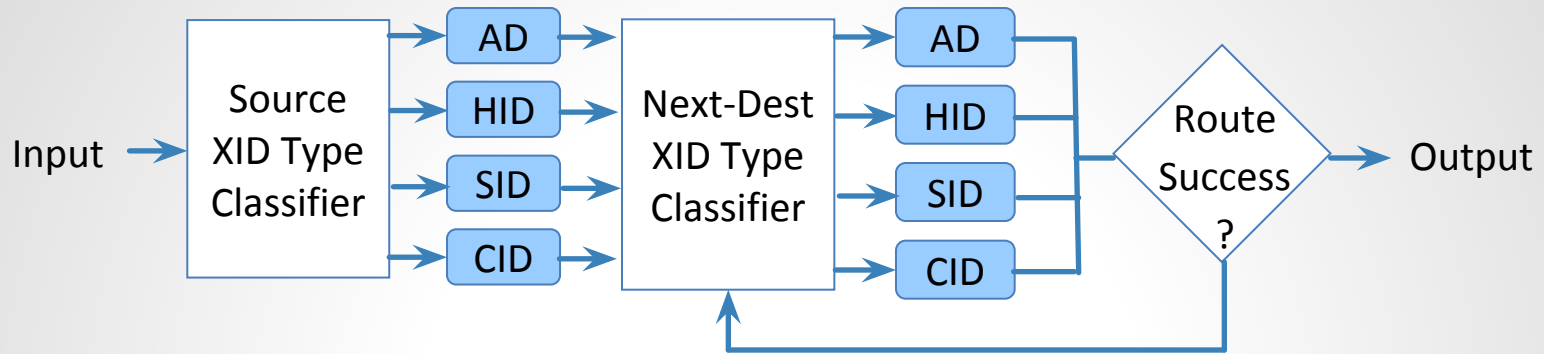 Input
Source
XID Type
Classifier
AD
HID
SID
CID
Next-Dest
XID Type
Classifier
AD
HID
SID
CID
Route
Success
?
Output